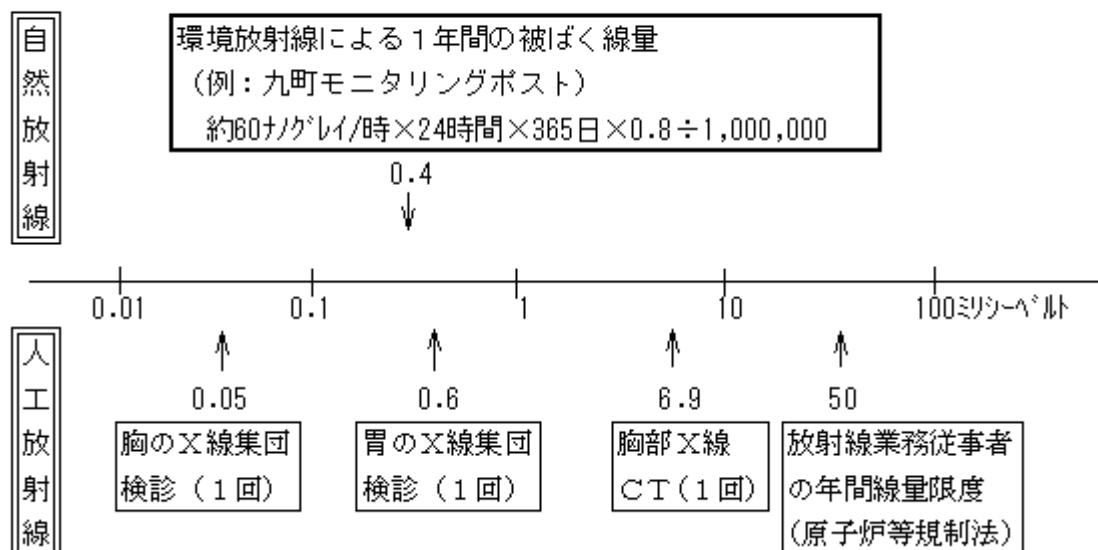 自然放射線
環境放射線による1年間の被ばく線量
(例:九町モニタリングポスト)
約60ナノグレイ/時×24時間×365日×0.8÷1,000,000
0.4
0.01 0.1 1 10 100ミリシーベルト
人工放射線
0.05 0.6 6.9 50
胸のX線集団
検診(1回)
胃のX線集団
検診(1回)
胸部X線
CT(1回)
放射線業務従事者
の年間線量限度
(原子炉等規制法)